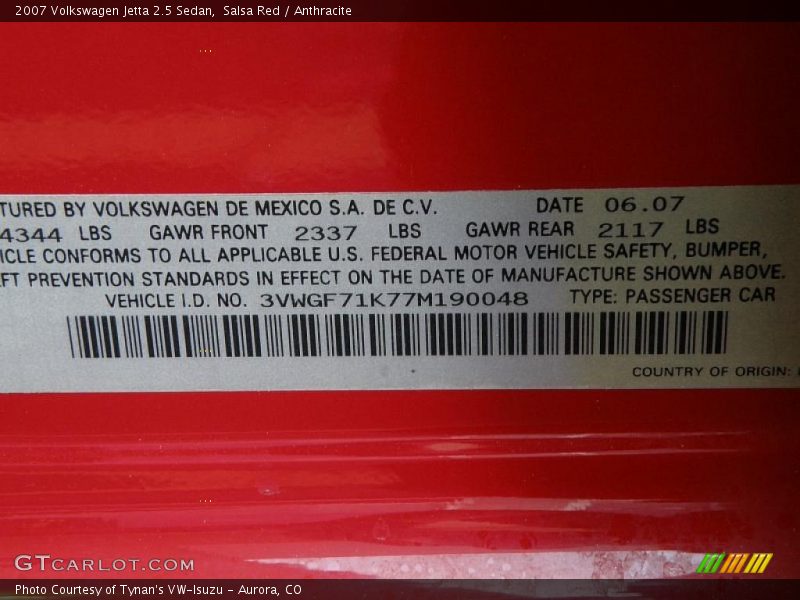 2007 Volkswagen Jetta 2.5 Sedan, Salsa Red / Anthracite
TURED BY VOLKSWAGEN DE MEXICO S.A. DE C.V. DATE 06.07
4344 LBS GAWR FRONT 2337 LBS GAWR REAR 2117 LBS
ICLE CONFORMS TO ALL APPLICABLE U.S. FEDERAL MOTOR VEHICLE SAFETY, BUMPER,
FT PREVENTION STANDARDS IN EFFECT ON THE DATE OF MANUFACTURE SHOWN ABOVE.
VEHICLE I.D. NO. 3VWGF71K77M190048 TYPE: PASSENGER CAR
COUNTRY OF ORIGIN:
GTCARLOT.COM
Photo Courtesy of Tynan's VW-Isuzu - Aurora, CO